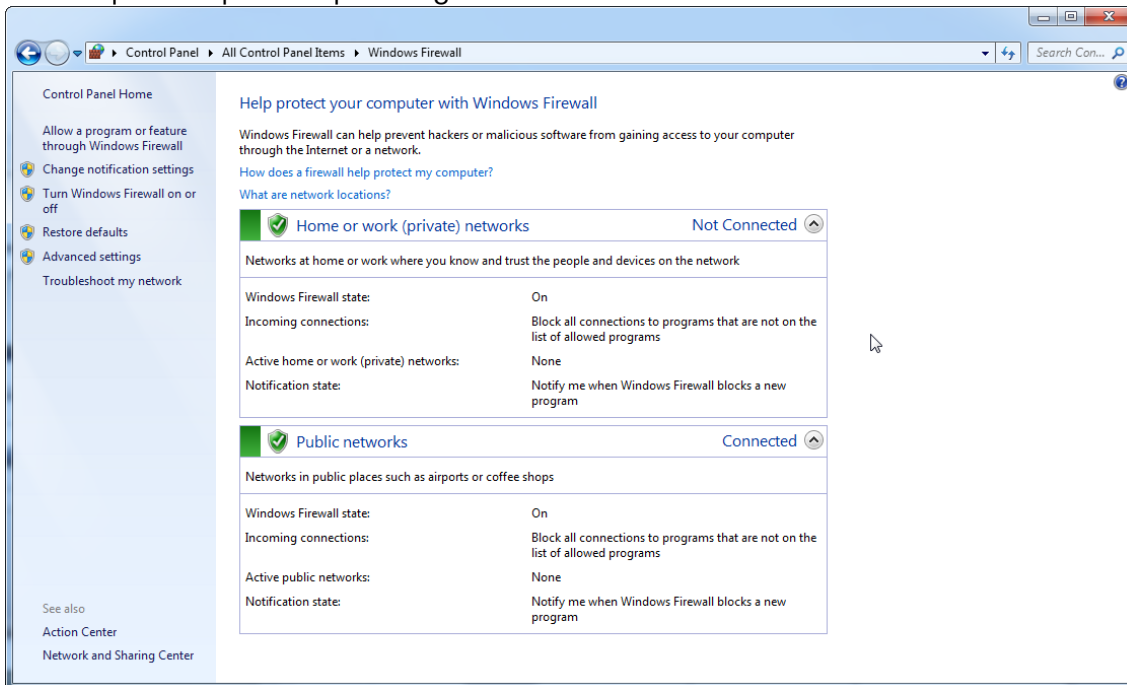 Control Panel All Control Panel Items Windows Firewall
Search Con...
Control Panel Home
Allow a program or feature
through Windows Firewall
Change notification settings
Turn Windows Firewall on or
off
Restore defaults
Advanced settings
Troubleshoot my network
See also
Action Center
Network and Sharing Center
Help protect your computer with Windows Firewall
Windows Firewall can help prevent hackers or malicious software from gaining access to your computer
through the Internet or a network.
How does a firewall help protect my computer?
What are network locations?
Home or work (private) networks Not Connected
Networks at home or work where you know and trust the people and devices on the network
Windows Firewall state: On
Incoming connections: Block all connections to programs that are not on the
list of allowed programs
Active home or work (private) networks: None
Notification state: Notify me when Windows Firewall blocks a new
program
Public networks Connected
Networks in public places such as airports or coffee shops
Windows Firewall state: On
Incoming connections: Block all connections to programs that are not on the
list of allowed programs
Active public networks: None
Notification state: Notify me when Windows Firewall blocks a new
program